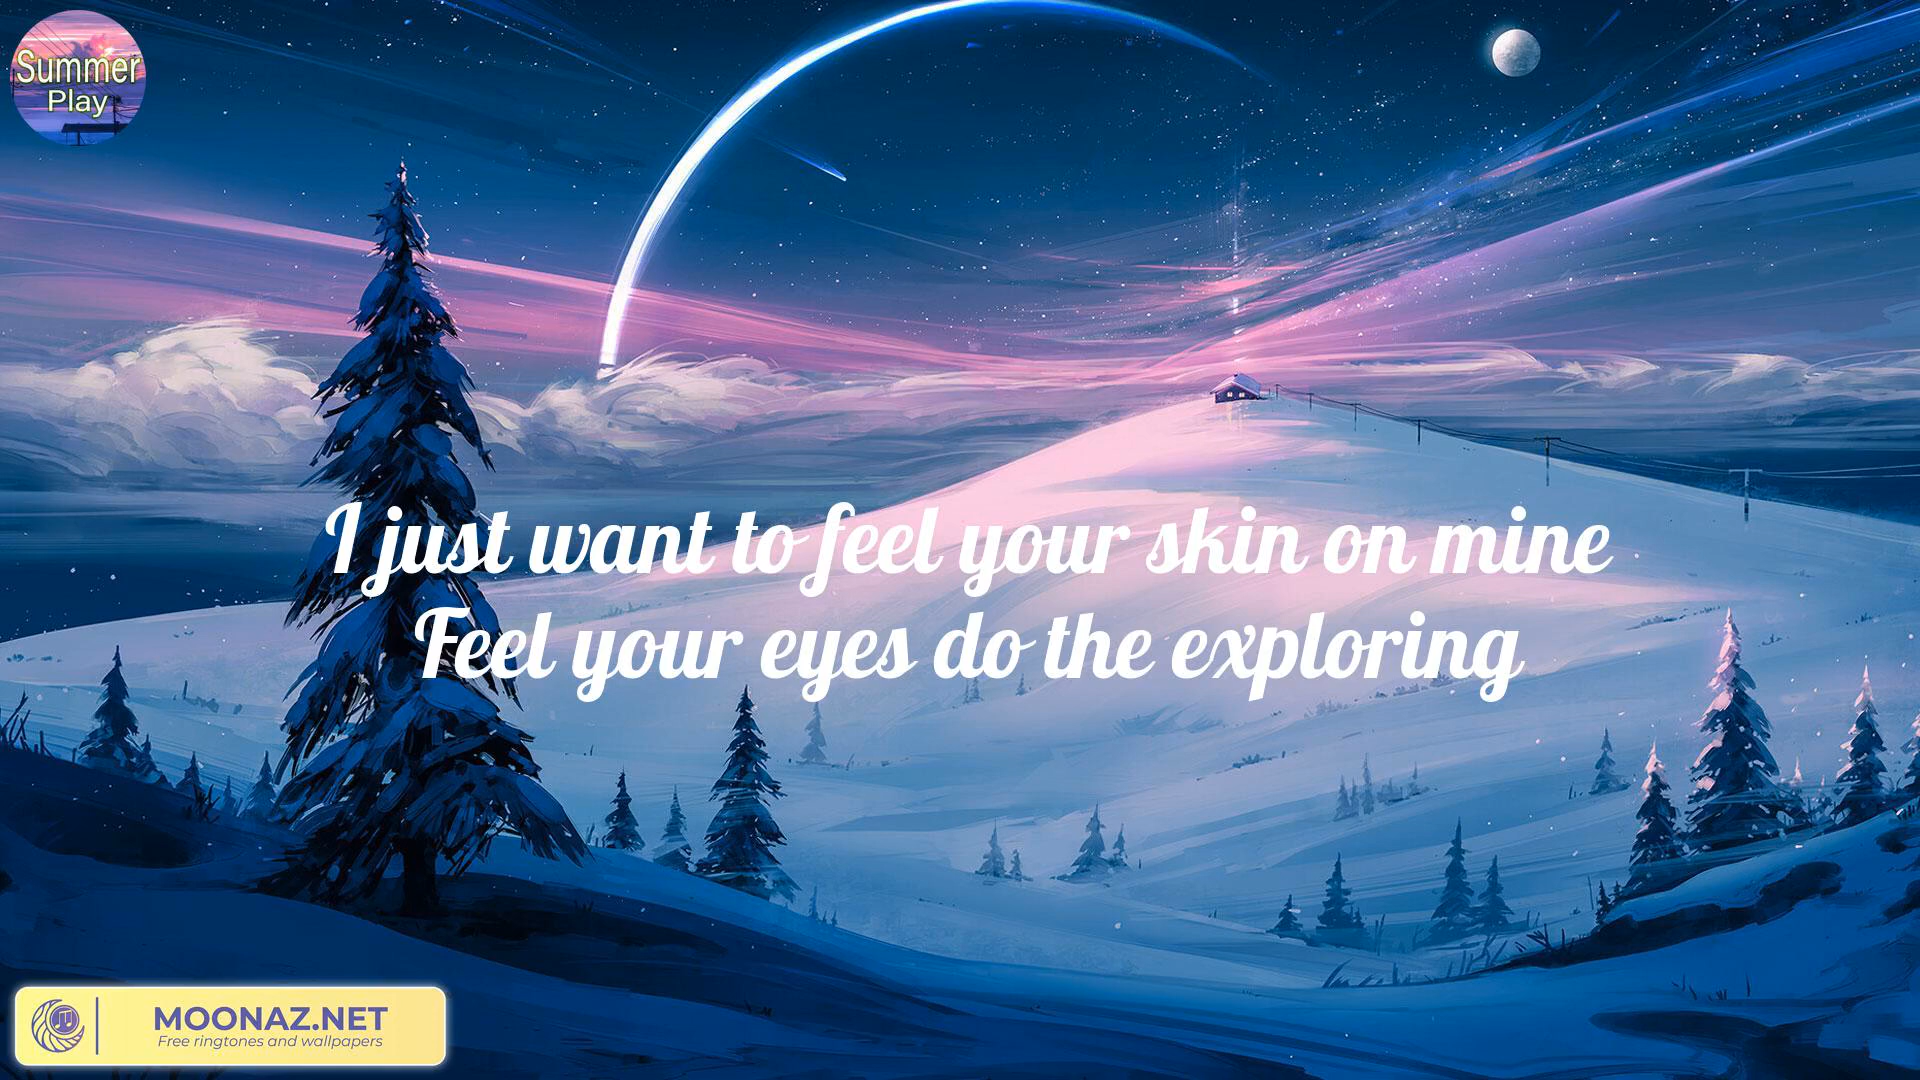 Summer
Play
I just want to feel your skin on mine
Feel your eyes do the exploring
MOONAZ.NET
Free ringtones and wallpapers